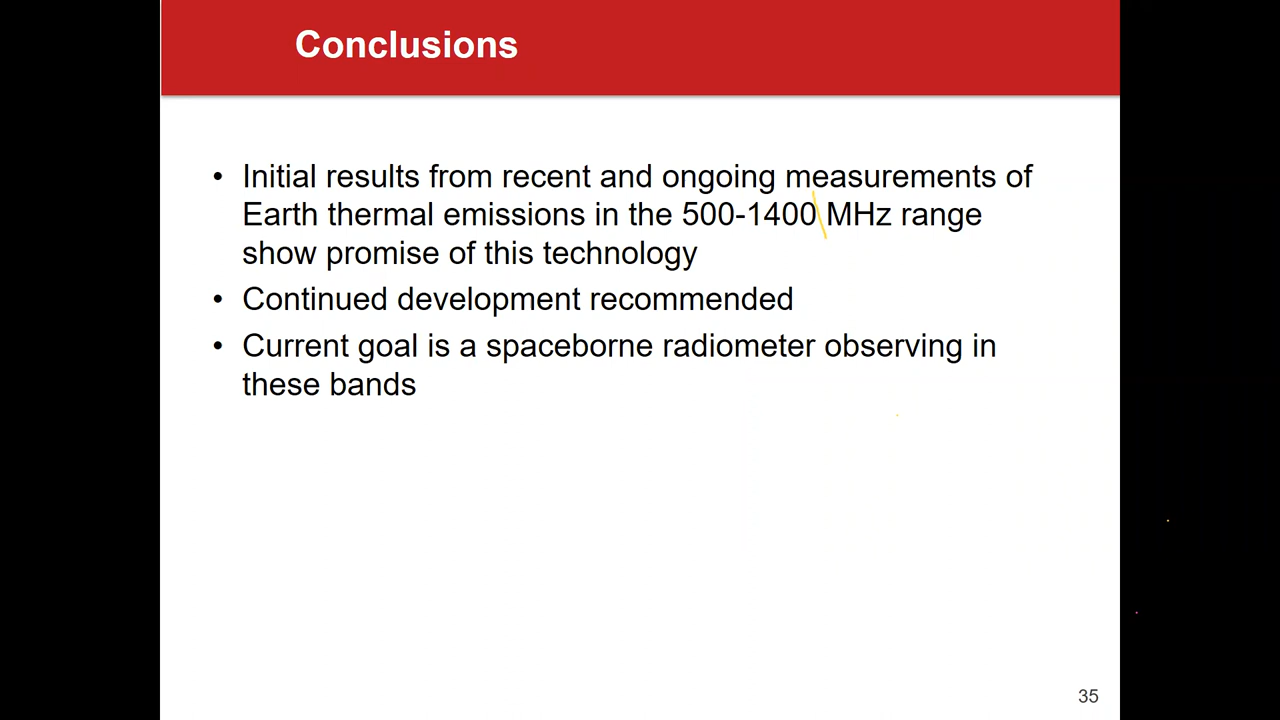 Conclusions
• Initial results from recent and ongoing measurements of
Earth thermal emissions in the 500-1400 MHz range
show promise of this technology
• Continued development recommended
• Current goal is a spaceborne radiometer observing in
these bands
35